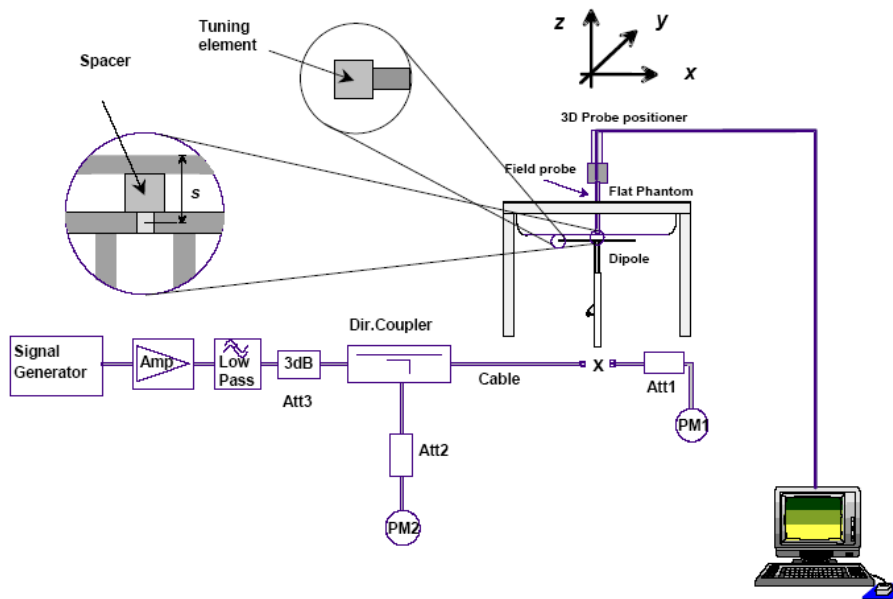 Tuning
element
Spacer
s
z
y
x
3D Probe positioner
Field probe
Flat Phantom
Dipole
Dir.Coupler
Signal
Generator
Amp
Low
Pass
3dB
Att3
Cable
X
Att1
PM1
Att2
PM2